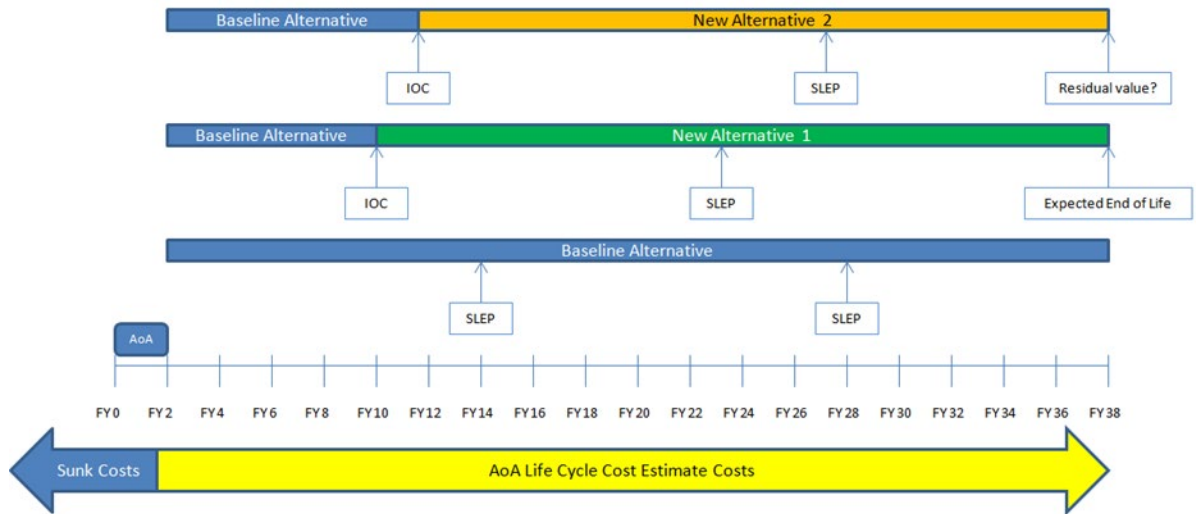 Baseline Alternative New Alternative 2
IOC SLEP Residual value?
Baseline Alternative New Alternative 1
IOC SLEP Expected End of Life
Baseline Alternative
SLEP SLEP
AoA
FY 0 FY 2 FY 4 FY 6 FY 8 FY 10 FY 12 FY 14 FY 16 FY 18 FY 20 FY 22 FY 24 FY 26 FY 28 FY 30 FY 32 FY 34 FY 36 FY 38
Sunk Costs AoA Life Cycle Cost Estimate Costs